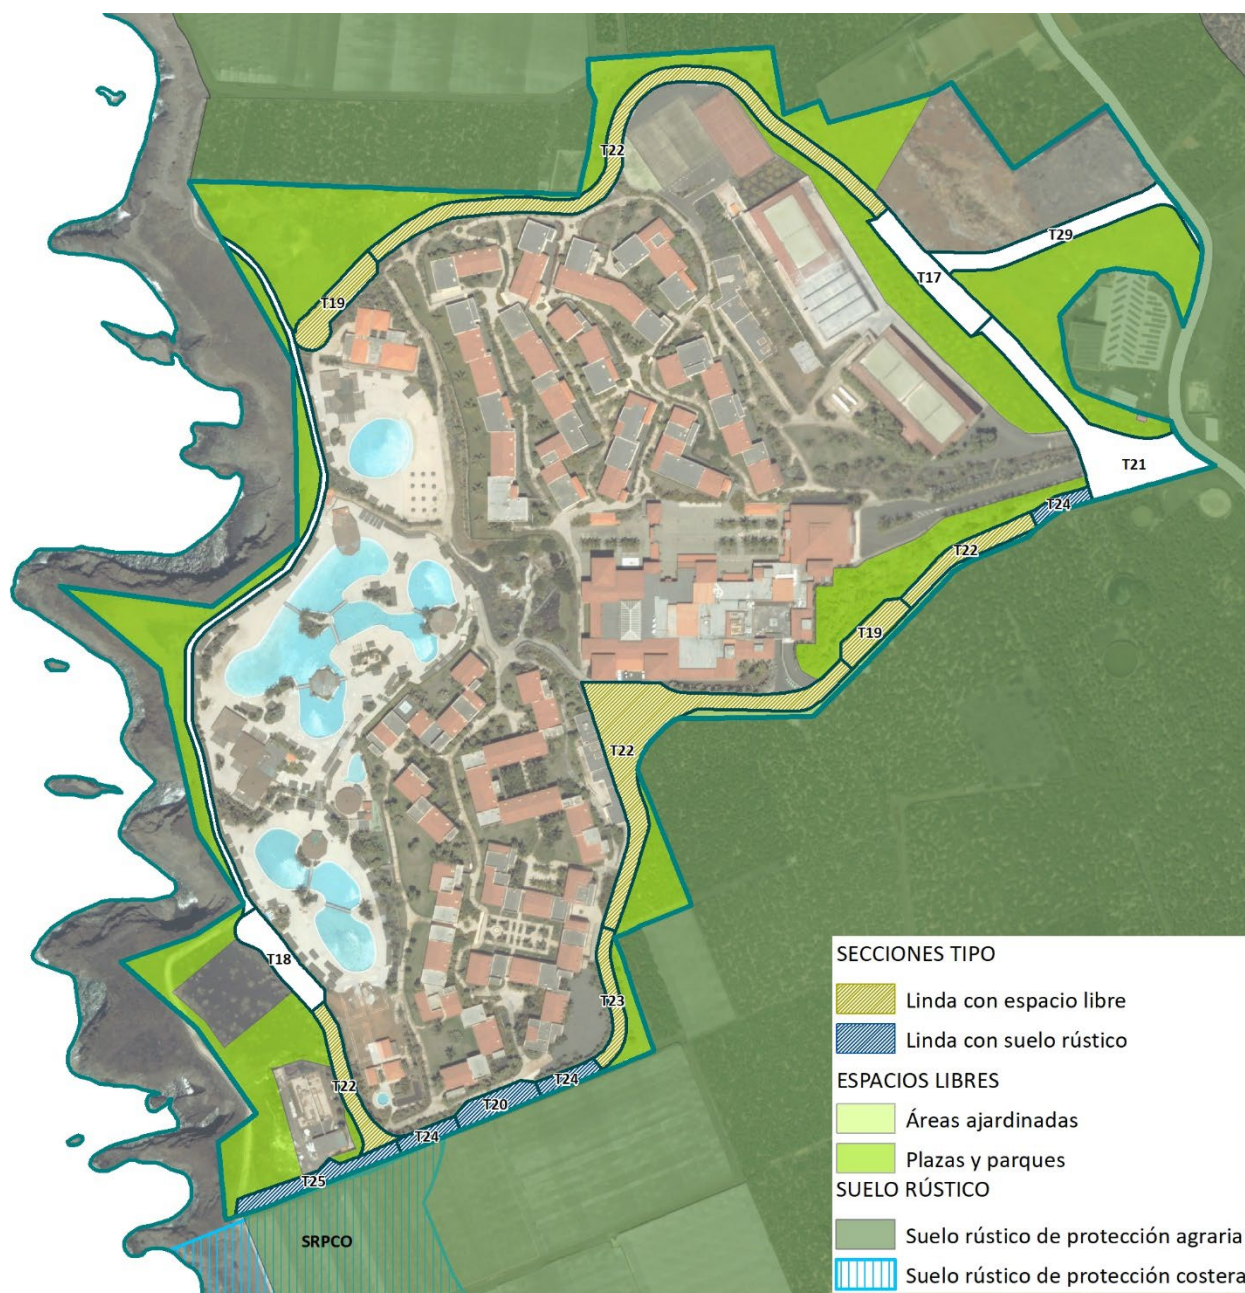 T22
T29
T17
T19
T21
T24
T22
T19
T22
T18
T23
T22
T24
T20
T24
T25
SRPCO
SECCIONES TIPO
Linda con espacio libre
Linda con suelo rústico
ESPACIOS LIBRES
Áreas ajardinadas
Plazas y parques
SUELO RÚSTICO
Suelo rústico de protección agraria
Suelo rústico de protección costera